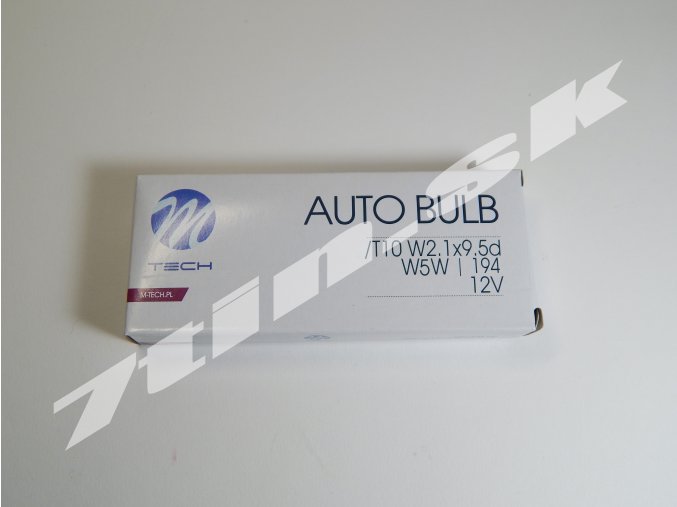 AUTO BULB
M
TECH
/T10 W2.1x9.5d
W5W | 194
12V
M-TECH.PL
7tin.sk